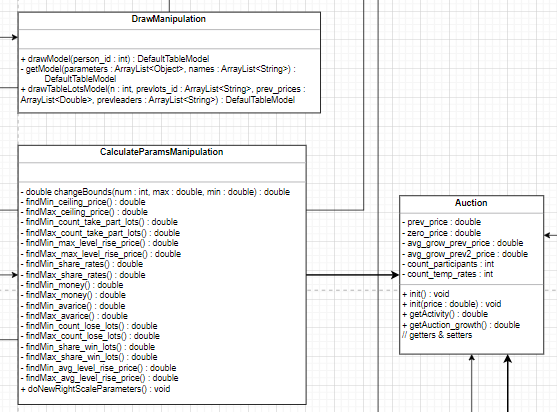 DrawManipulation
+ drawModel(person_id : int) : DefaultTableModel
- getModel(parameters : ArrayList<Object>, names : ArrayList<String>) :
DefaultTableModel
+ drawTableLotsModel(n : int, prevlots_id : ArrayList<String>, prev_prices :
ArrayList<Double>, prevleaders : ArrayList<String>) : DefaulTableModel
CalculateParamsManipulation
- double changeBounds(num : int, max : double, min : double) : double
- findMin_ceiling_price() : double
- findMax_ceiling_price() : double
- findMin_count_take_part_lots() : double
- findMax_count_take_part_lots() : double
- findMin_max_level_rise_price() : double
- findMax_max_level_rise_price() : double
- findMin_share_rates() : double
- findMax_share_rates() : double
- findMin_money() : double
- findMax_money() : double
- findMin_avarice() : double
- findMax_avarice() : double
- findMin_count_lose_lots() : double
- findMax_count_lose_lots() : double
- findMin_share_win_lots() : double
- findMax_share_win_lots() : double
- findMin_avg_level_rise_price() : double
- findMax_avg_level_rise_price() : double
+ doNewRightScaleParameters() : void
Auction
- prev_price : double
- zero_price : double
- avg_grow_prev_price : double
- avg_grow_prev2_price : double
- count_participants : int
- count_temp_rates : int
+ init() : void
+ init(price : double) : void
+ getActivity() : double
+ getAuction_growth() : double
// getters & setters